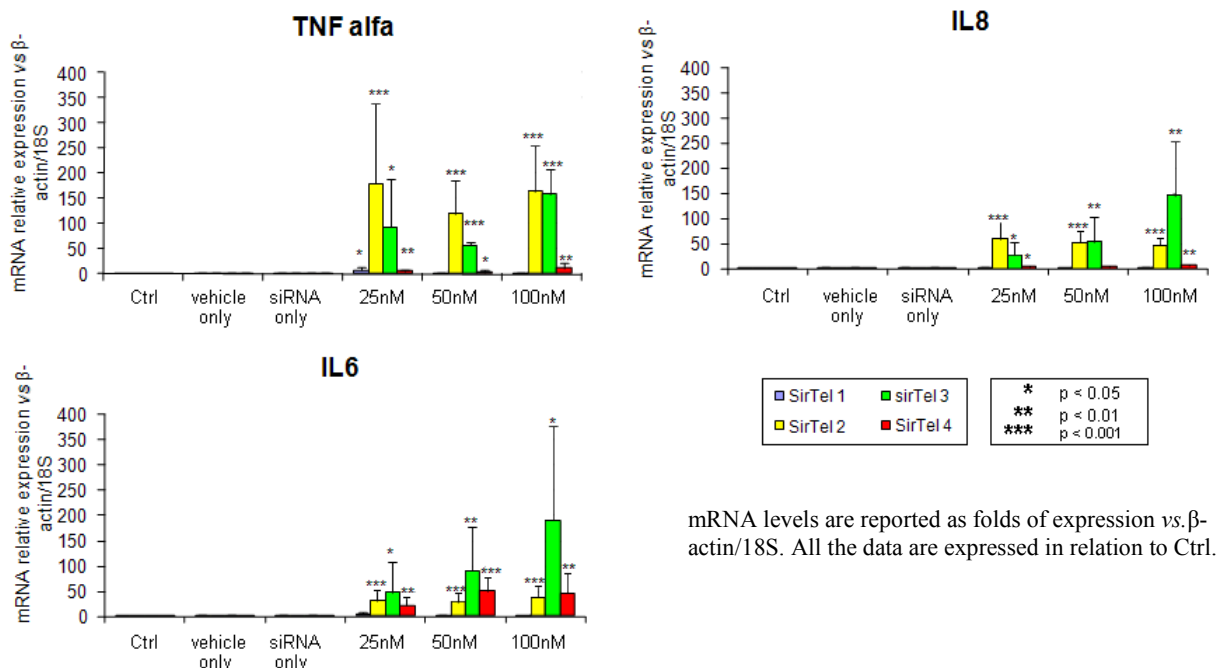 TNF alfa
mRNA relative expression vs β-
actin/18S
400
350
300
250
200
150
100
50
0
*** * **
*** *** *
*** *** **
*
Ctrl vehicle only siRNA only 25nM 50nM 100nM
IL8
mRNA relative expression vs β-
actin/18S
400
350
300
250
200
150
100
50
0
*** * *
*** **
*** ** **
Ctrl vehicle only siRNA only 25nM 50nM 100nM
IL6
mRNA relative expression vs β-
actin/18S
400
350
300
250
200
150
100
50
0
*** * **
*** ** ***
*** * **
Ctrl vehicle only siRNA only 25nM 50nM 100nM
SirTel 1 sirTel 3
SirTel 2 SirTel 4
* p < 0.05
** p < 0.01
*** p < 0.001
mRNA levels are reported as folds of expression vs.β-
actin/18S. All the data are expressed in relation to Ctrl.